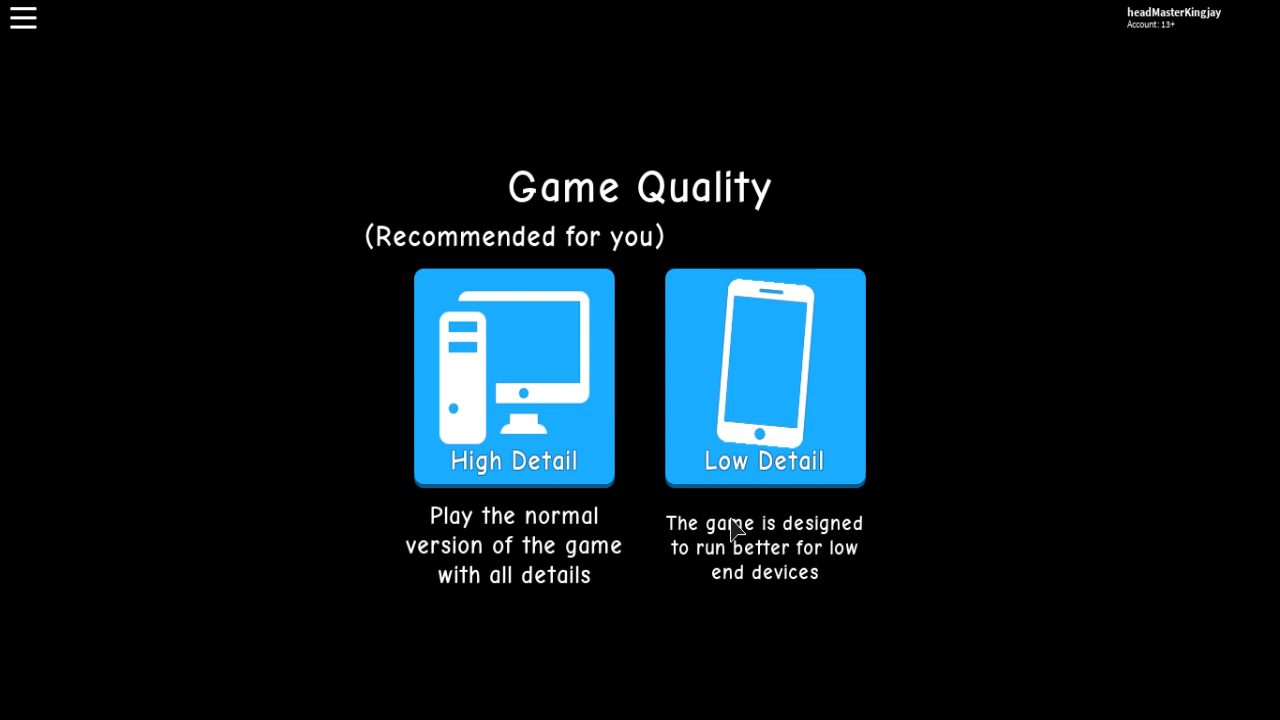 headMasterKingjay
Account: 13+
Game Quality
(Recommended for you)
High Detail
Low Detail
Play the normal
version of the game
with all details
The game is designed
to run better for low
end devices